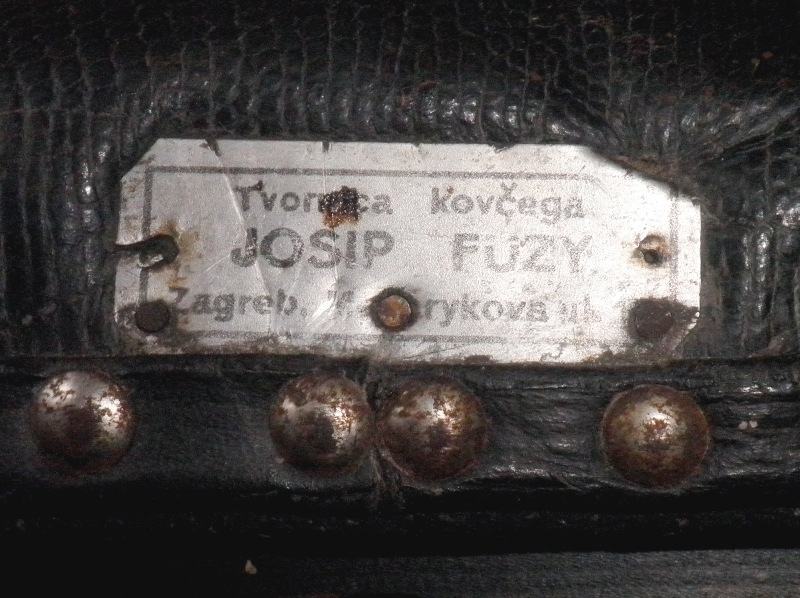 Tvornica kovčega
JOSIP FÜZY
Zagreb, ul.